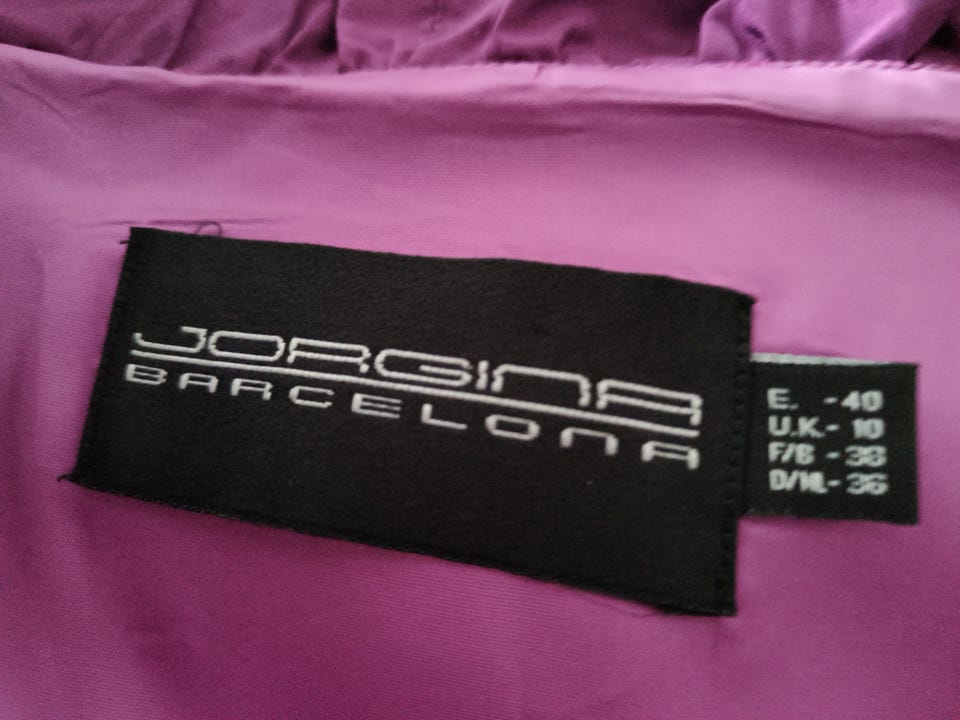 JORGINA
BARCELONA
E. - 40
U.K. - 10
F/B - 38
D/NL - 36